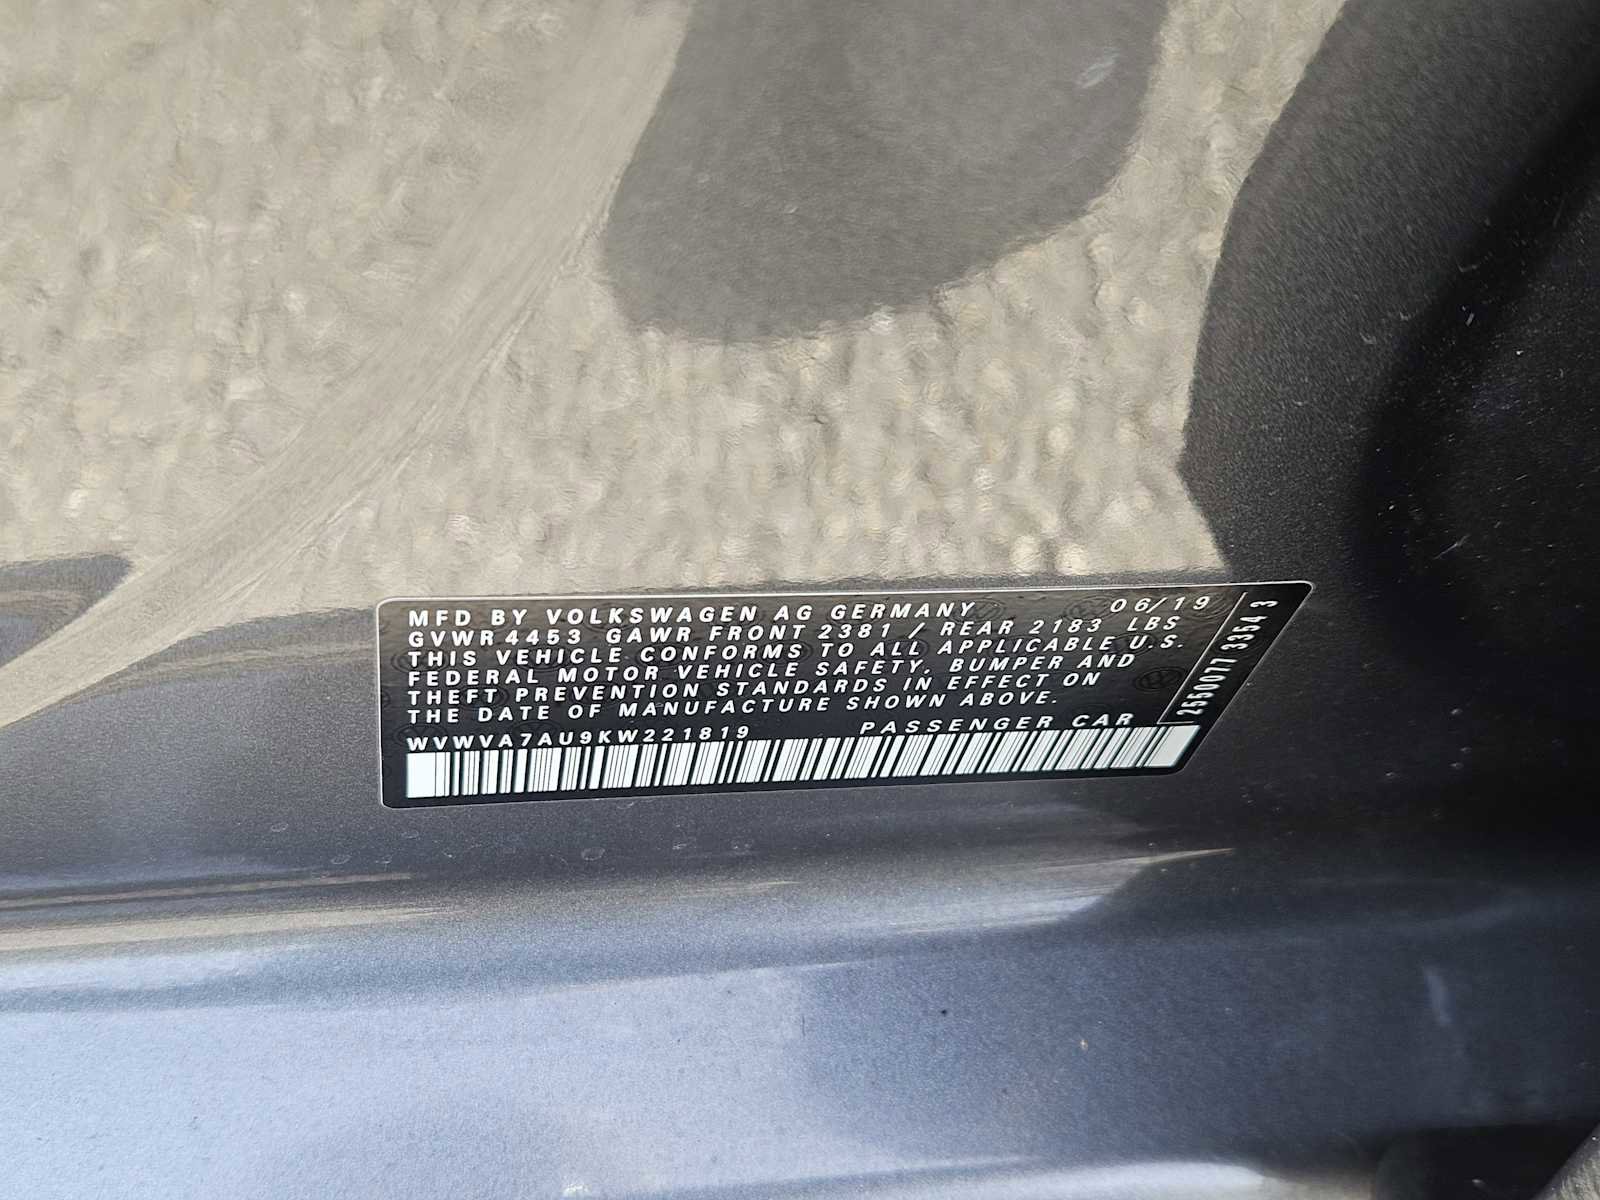 MFD BY VOLKSWAGEN AG GERMANY 06/19
GVWR 4453 GAWR FRONT 2381 / REAR 2183 LBS
THIS VEHICLE CONFORMS TO ALL APPLICABLE U.S.
FEDERAL MOTOR VEHICLE SAFETY, BUMPER AND
THEFT PREVENTION STANDARDS IN EFFECT ON
THE DATE OF MANUFACTURE SHOWN ABOVE.
WVWVA7AU9KW221819 PASSENGER CAR
2550077 3354 3